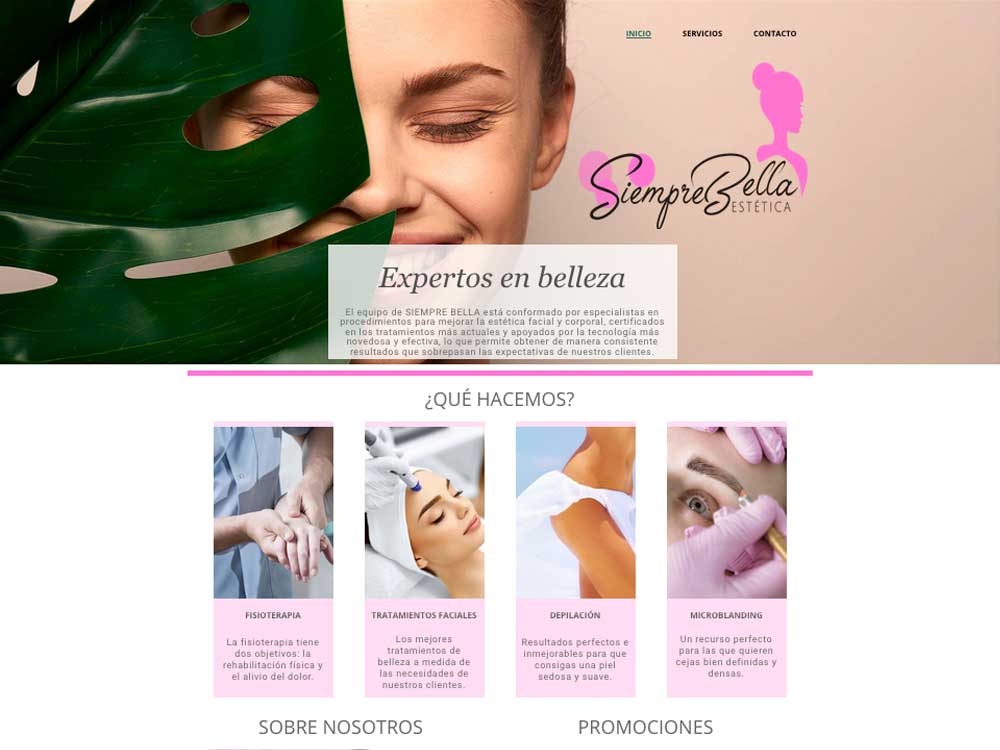 INICIO SERVICIOS CONTACTO
SiempreBella
ESTÉTICA
Expertos en belleza
El equipo de SIEMPRE BELLA está conformado por especialistas en
procedimientos para mejorar la estética facial y corporal, certificados
en los tratamientos más actuales y apoyados por la tecnología más
novedosa y efectiva, lo que permite obtener de manera consistente
resultados que sobrepasan las expectativas de nuestros clientes.
¿QUÉ HACEMOS?
FISIOTERAPIA
La fisioterapia tiene
dos objetivos: la
rehabilitación física y
el alivio del dolor.
TRATAMIENTOS FACIALES
Los mejores
tratamientos de
belleza a medida de
las necesidades de
nuestros clientes.
DEPILACIÓN
Resultados perfectos e
inmejorables para que
consigas una piel
sedosa y suave.
MICROBLANDING
Un recurso perfecto
para las que quieren
cejas bien definidas y
densas.
SOBRE NOSOTROS
PROMOCIONES